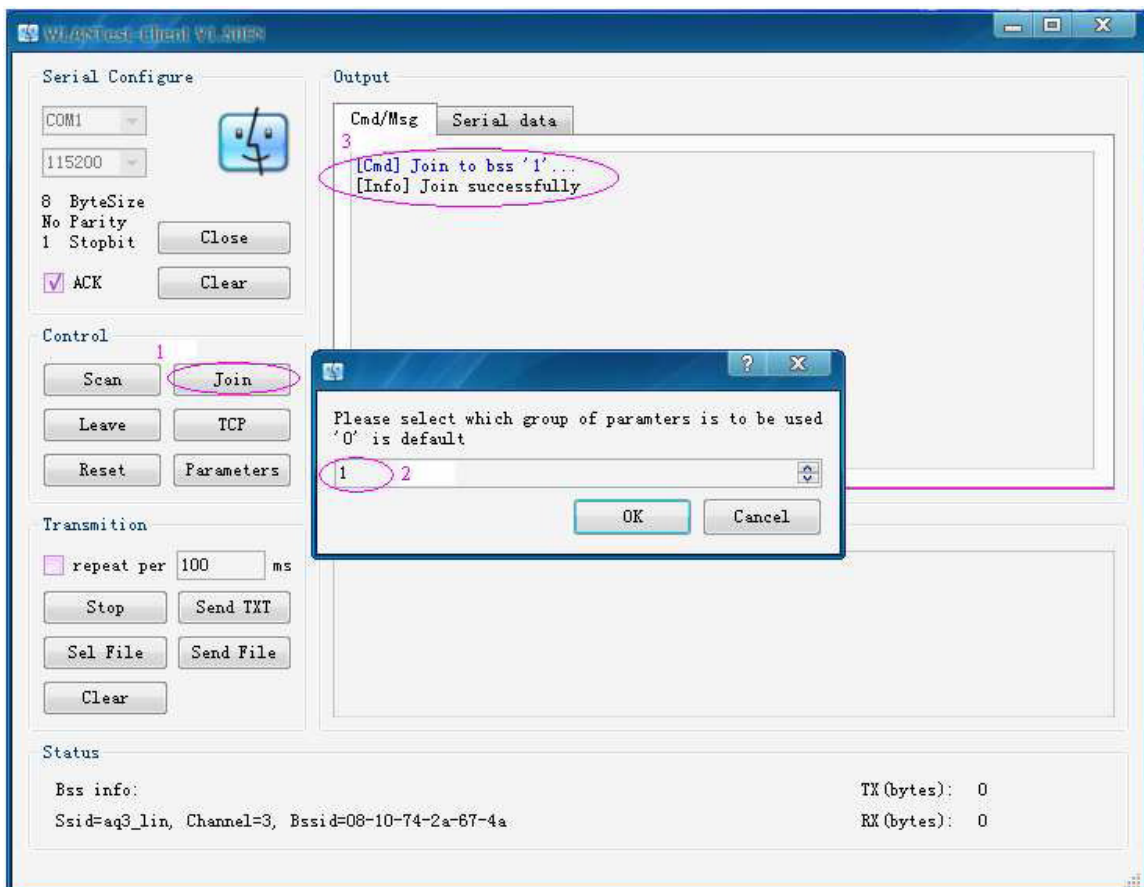 WLANTest-Client V1.20EN
Serial Configure
COM1
115200
8 ByteSize
No Parity
1 Stopbit
Close
ACK
Clear
Output
Cmd/Msg
Serial data
3
[Cmd] Join to bss '1'...
[Info] Join successfully
Control
1
Scan
Join
Leave
TCP
Reset
Parameters
Please select which group of paramters is to be used
'0' is default
1
2
OK
Cancel
Transmition
repeat per 100 ms
Stop
Send TXT
Sel File
Send File
Clear
Status
Bss info:
Ssid=aq3_lin, Channel=3, Bssid=08-10-74-2a-67-4a
TX(bytes): 0
RX(bytes): 0